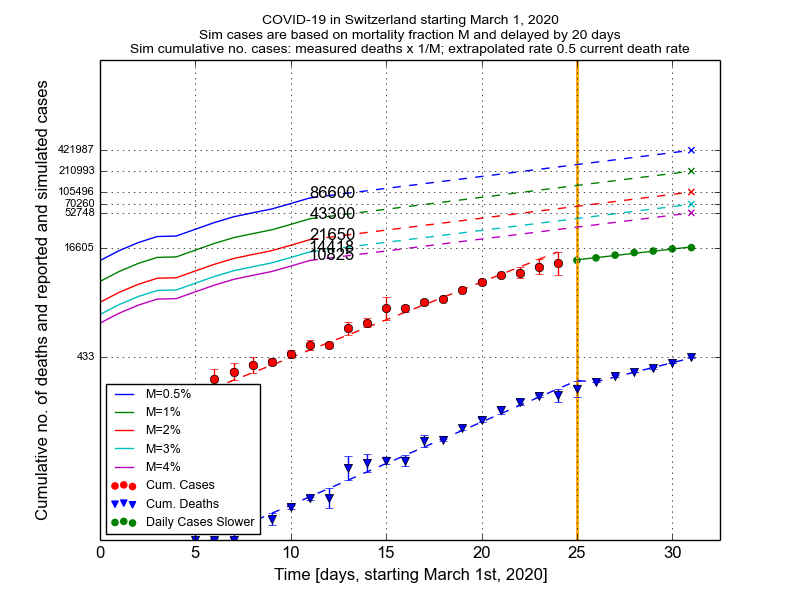 COVID-19 in Switzerland starting March 1, 2020
Sim cases are based on mortality fraction M and delayed by 20 days
Sim cumulative no. cases: measured deaths x 1/M; extrapolated rate 0.5 current death rate
Cumulative no. of deaths and reported and simulated cases
421987
210993
105496
70260
52748
16605
433
86600
43300
21650
14418
10825
M=0.5%
M=1%
M=2%
M=3%
M=4%
Cum. Cases
Cum. Deaths
Daily Cases Slower
0 5 10 15 20 25 30
Time [days, starting March 1st, 2020]